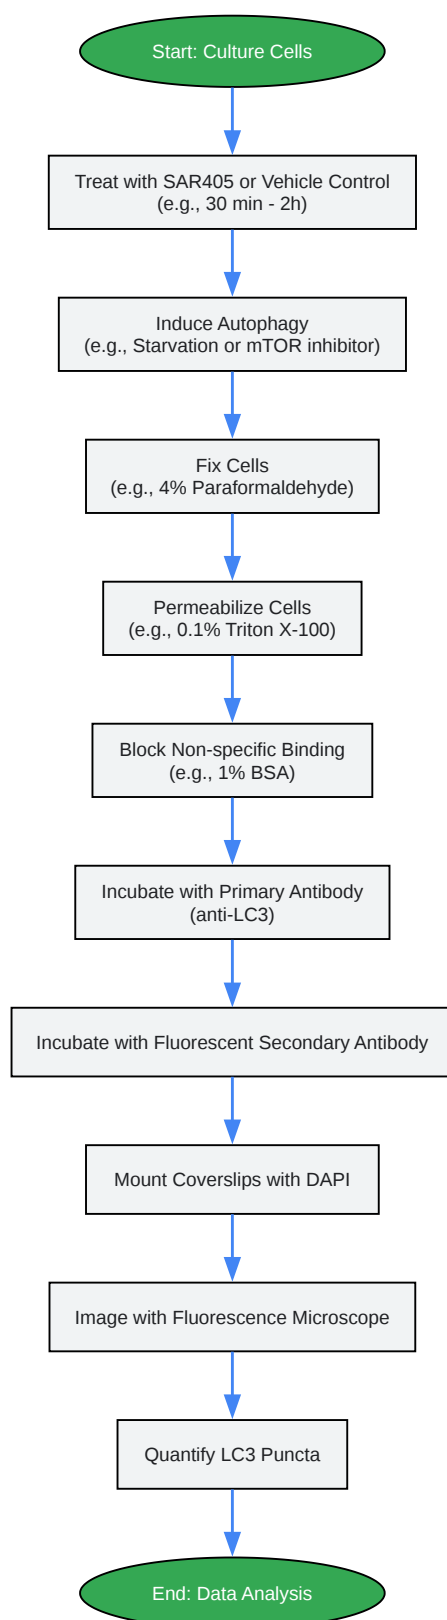 Start: Culture Cells
Treat with SAR405 or Vehicle Control
(e.g., 30 min - 2h)
Induce Autophagy
(e.g., Starvation or mTOR inhibitor)
Fix Cells
(e.g., 4% Paraformaldehyde)
Permeabilize Cells
(e.g., 0.1% Triton X-100)
Block Non-specific Binding
(e.g., 1% BSA)
Incubate with Primary Antibody
(anti-LC3)
Incubate with Fluorescent Secondary Antibody
Mount Coverslips with DAPI
Image with Fluorescence Microscope
Quantify LC3 Puncta
End: Data Analysis